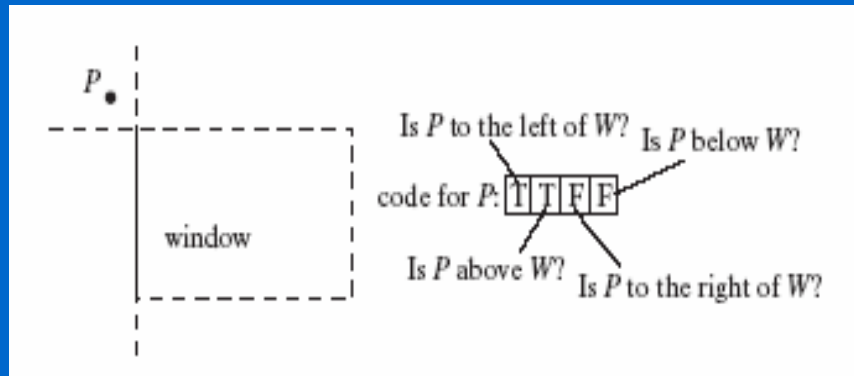 P
Is P to the left of W?
Is P below W?
code for P: T T F F
window
Is P above W?
Is P to the right of W?